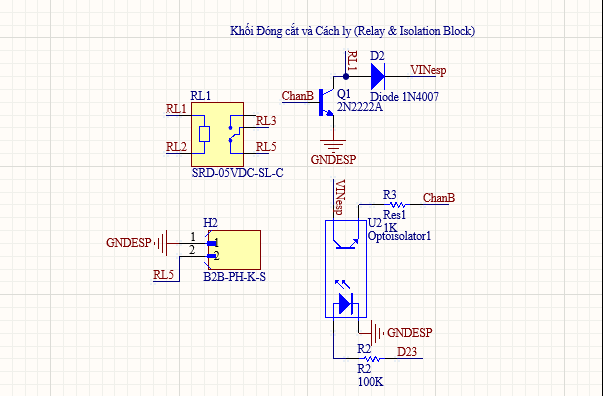 Khối Đóng cắt và Cách ly (Relay & Isolation Block)
RL1
D2
VINesp
Diode 1N4007
ChanB
Q1
2N2222A
GNDESP
RL1
RL1
RL3
RL2
RL5
SRD-05VDC-SL-C
VINesp
R3
ChanB
Res1
1K
U2
Optoisolator1
H2
GNDESP
1
1
2
2
RL5
B2B-PH-K-S
GNDESP
R2
D23
R2
100K